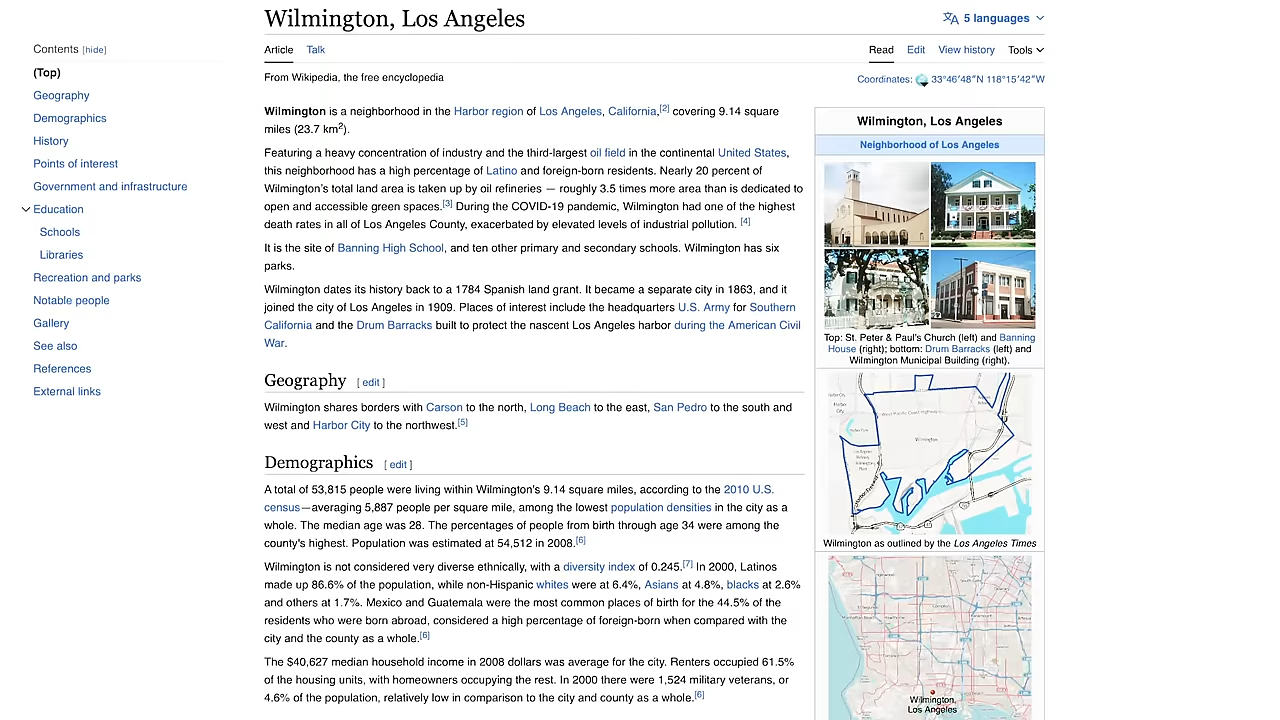 Wilmington, Los Angeles
5 languages
Contents [hide]
(Top)
Geography
Demographics
History
Points of interest
Government and infrastructure
Education
Schools
Libraries
Recreation and parks
Notable people
Gallery
See also
References
External links
Article Talk
Read Edit View history Tools
From Wikipedia, the free encyclopedia
Coordinates: 33°46′48″N 118°15′42″W
Wilmington is a neighborhood in the Harbor region of Los Angeles, California,[2] covering 9.14 square
miles (23.7 km2).
Featuring a heavy concentration of industry and the third-largest oil field in the continental United States,
this neighborhood has a high percentage of Latino and foreign-born residents. Nearly 20 percent of
Wilmington's total land area is taken up by oil refineries — roughly 3.5 times more area than is dedicated to
open and accessible green spaces.[3] During the COVID-19 pandemic, Wilmington had one of the highest
death rates in all of Los Angeles County, exacerbated by elevated levels of industrial pollution. [4]
It is the site of Banning High School, and ten other primary and secondary schools. Wilmington has six
parks.
Wilmington dates its history back to a 1784 Spanish land grant. It became a separate city in 1863, and it
joined the city of Los Angeles in 1909. Places of interest include the headquarters U.S. Army for Southern
California and the Drum Barracks built to protect the nascent Los Angeles harbor during the American Civil
War.
Geography [ edit ]
Wilmington shares borders with Carson to the north, Long Beach to the east, San Pedro to the south and
west and Harbor City to the northwest.[5]
Demographics [ edit ]
A total of 53,815 people were living within Wilmington's 9.14 square miles, according to the 2010 U.S.
census—averaging 5,887 people per square mile, among the lowest population densities in the city as a
whole. The median age was 28. The percentages of people from birth through age 34 were among the
county's highest. Population was estimated at 54,512 in 2008.[6]
Wilmington is not considered very diverse ethnically, with a diversity index of 0.245.[7] In 2000, Latinos
made up 86.6% of the population, while non-Hispanic whites were at 6.4%, Asians at 4.8%, blacks at 2.6%
and others at 1.7%. Mexico and Guatemala were the most common places of birth for the 44.5% of the
residents who were born abroad, considered a high percentage of foreign-born when compared with the
city and the county as a whole.[6]
The $40,627 median household income in 2008 dollars was average for the city. Renters occupied 61.5%
of the housing units, with homeowners occupying the rest. In 2000 there were 1,524 military veterans, or
4.6% of the population, relatively low in comparison to the city and county as a whole.[6]
Wilmington, Los Angeles
Neighborhood of Los Angeles
Top: St. Peter & Paul's Church (left) and Banning
House (right); bottom: Drum Barracks (left) and
Wilmington Municipal Building (right).
West Pacific Coast Highway
Wilmington
Wilmington as outlined by the Los Angeles Times
Wilmington,
Los Angeles